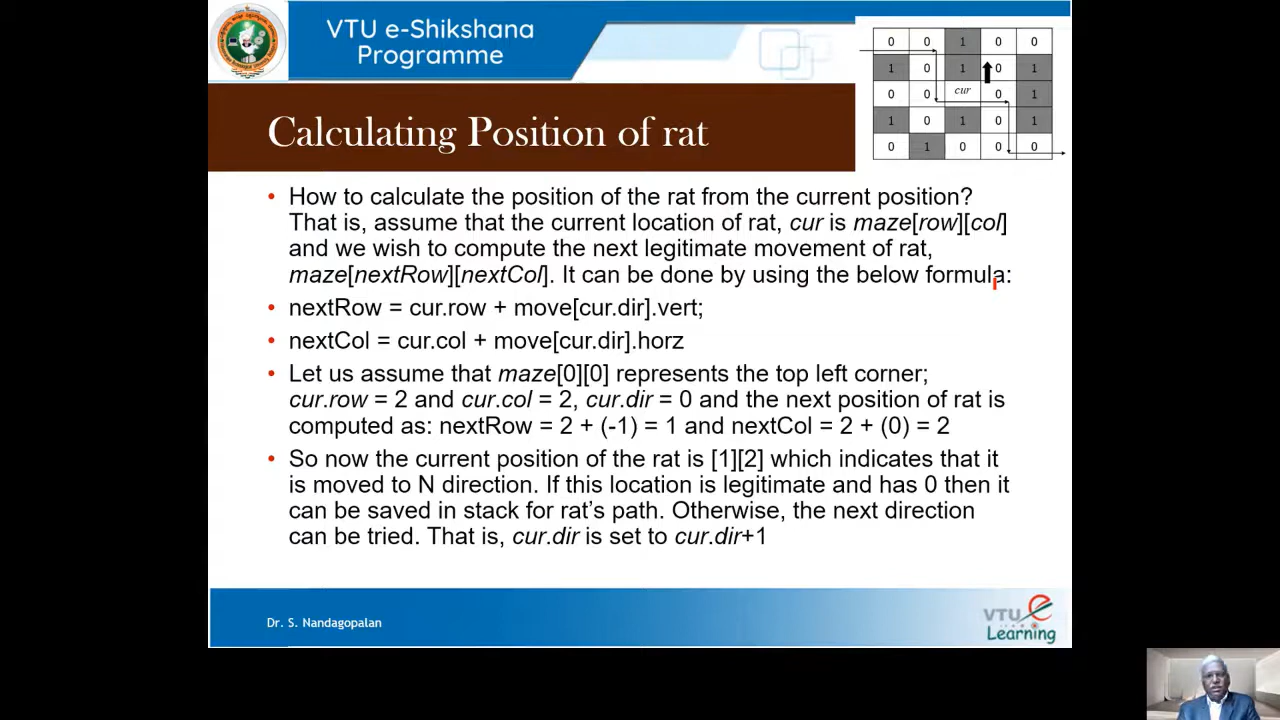 VTU e-Shikshana
Programme
0 0 1 0 0
1 0 1 0 1
0 0 cur 0 1
1 0 1 0 1
0 1 0 0 0
Calculating Position of rat
• How to calculate the position of the rat from the current position?
That is, assume that the current location of rat, cur is maze[row][col]
and we wish to compute the next legitimate movement of rat,
maze[nextRow][nextCol]. It can be done by using the below formula:
• nextRow = cur.row + move[cur.dir].vert;
• nextCol = cur.col + move[cur.dir].horz
• Let us assume that maze[0][0] represents the top left corner;
cur.row = 2 and cur.col = 2, cur.dir = 0 and the next position of rat is
computed as: nextRow = 2 + (-1) = 1 and nextCol = 2 + (0) = 2
• So now the current position of the rat is [1][2] which indicates that it
is moved to N direction. If this location is legitimate and has 0 then it
can be saved in stack for rat's path. Otherwise, the next direction
can be tried. That is, cur.dir is set to cur.dir+1
Dr. S. Nandagopalan
VTU e
Learning